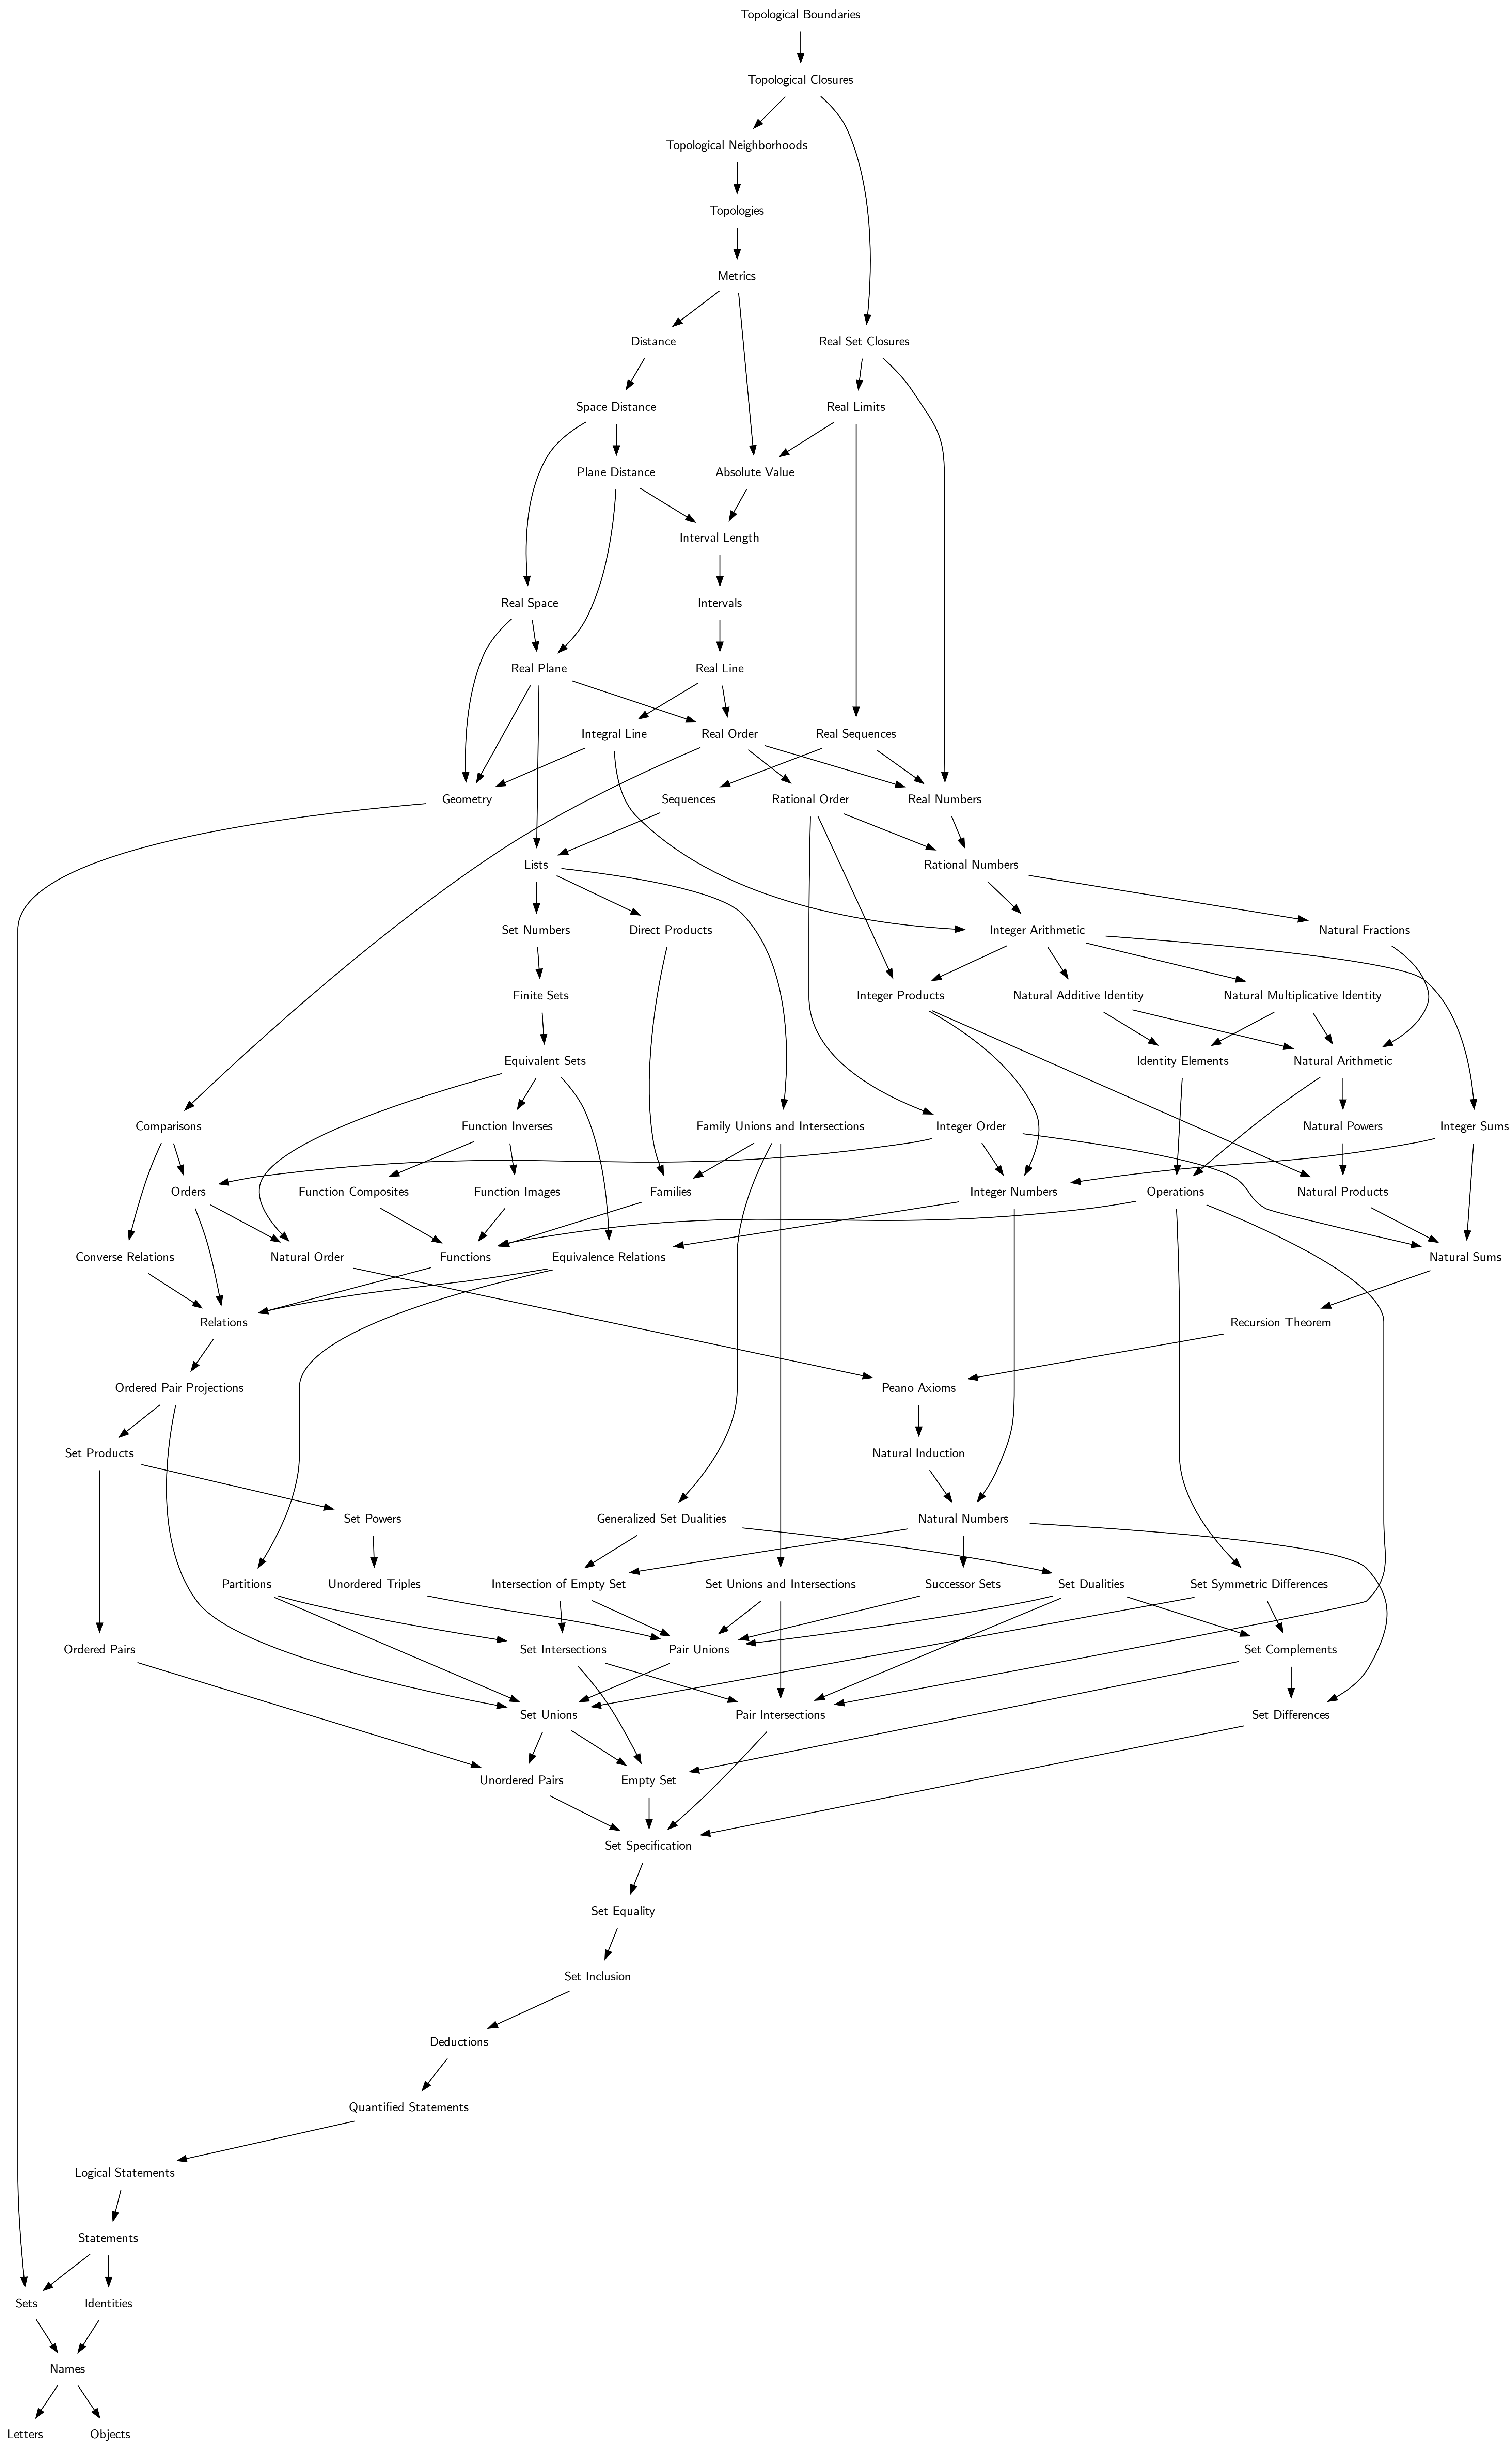 Topological Boundaries
Topological Closures
Topological Neighborhoods
Topologies
Metrics
Distance
Real Set Closures
Space Distance
Real Limits
Plane Distance
Absolute Value
Interval Length
Real Space
Intervals
Real Plane
Real Line
Integral Line
Real Order
Real Sequences
Geometry
Sequences
Rational Order
Real Numbers
Lists
Rational Numbers
Set Numbers
Direct Products
Integer Arithmetic
Natural Fractions
Finite Sets
Integer Products
Natural Additive Identity
Natural Multiplicative Identity
Equivalent Sets
Identity Elements
Natural Arithmetic
Comparisons
Function Inverses
Family Unions and Intersections
Integer Order
Natural Powers
Integer Sums
Orders
Function Composites
Function Images
Families
Integer Numbers
Operations
Natural Products
Converse Relations
Natural Order
Functions
Equivalence Relations
Natural Sums
Relations
Recursion Theorem
Ordered Pair Projections
Peano Axioms
Set Products
Natural Induction
Set Powers
Generalized Set Dualities
Natural Numbers
Partitions
Unordered Triples
Intersection of Empty Set
Set Unions and Intersections
Successor Sets
Set Dualities
Set Symmetric Differences
Ordered Pairs
Set Intersections
Pair Unions
Set Complements
Set Unions
Pair Intersections
Set Differences
Unordered Pairs
Empty Set
Set Specification
Set Equality
Set Inclusion
Deductions
Quantified Statements
Logical Statements
Statements
Sets
Identities
Names
Letters
Objects